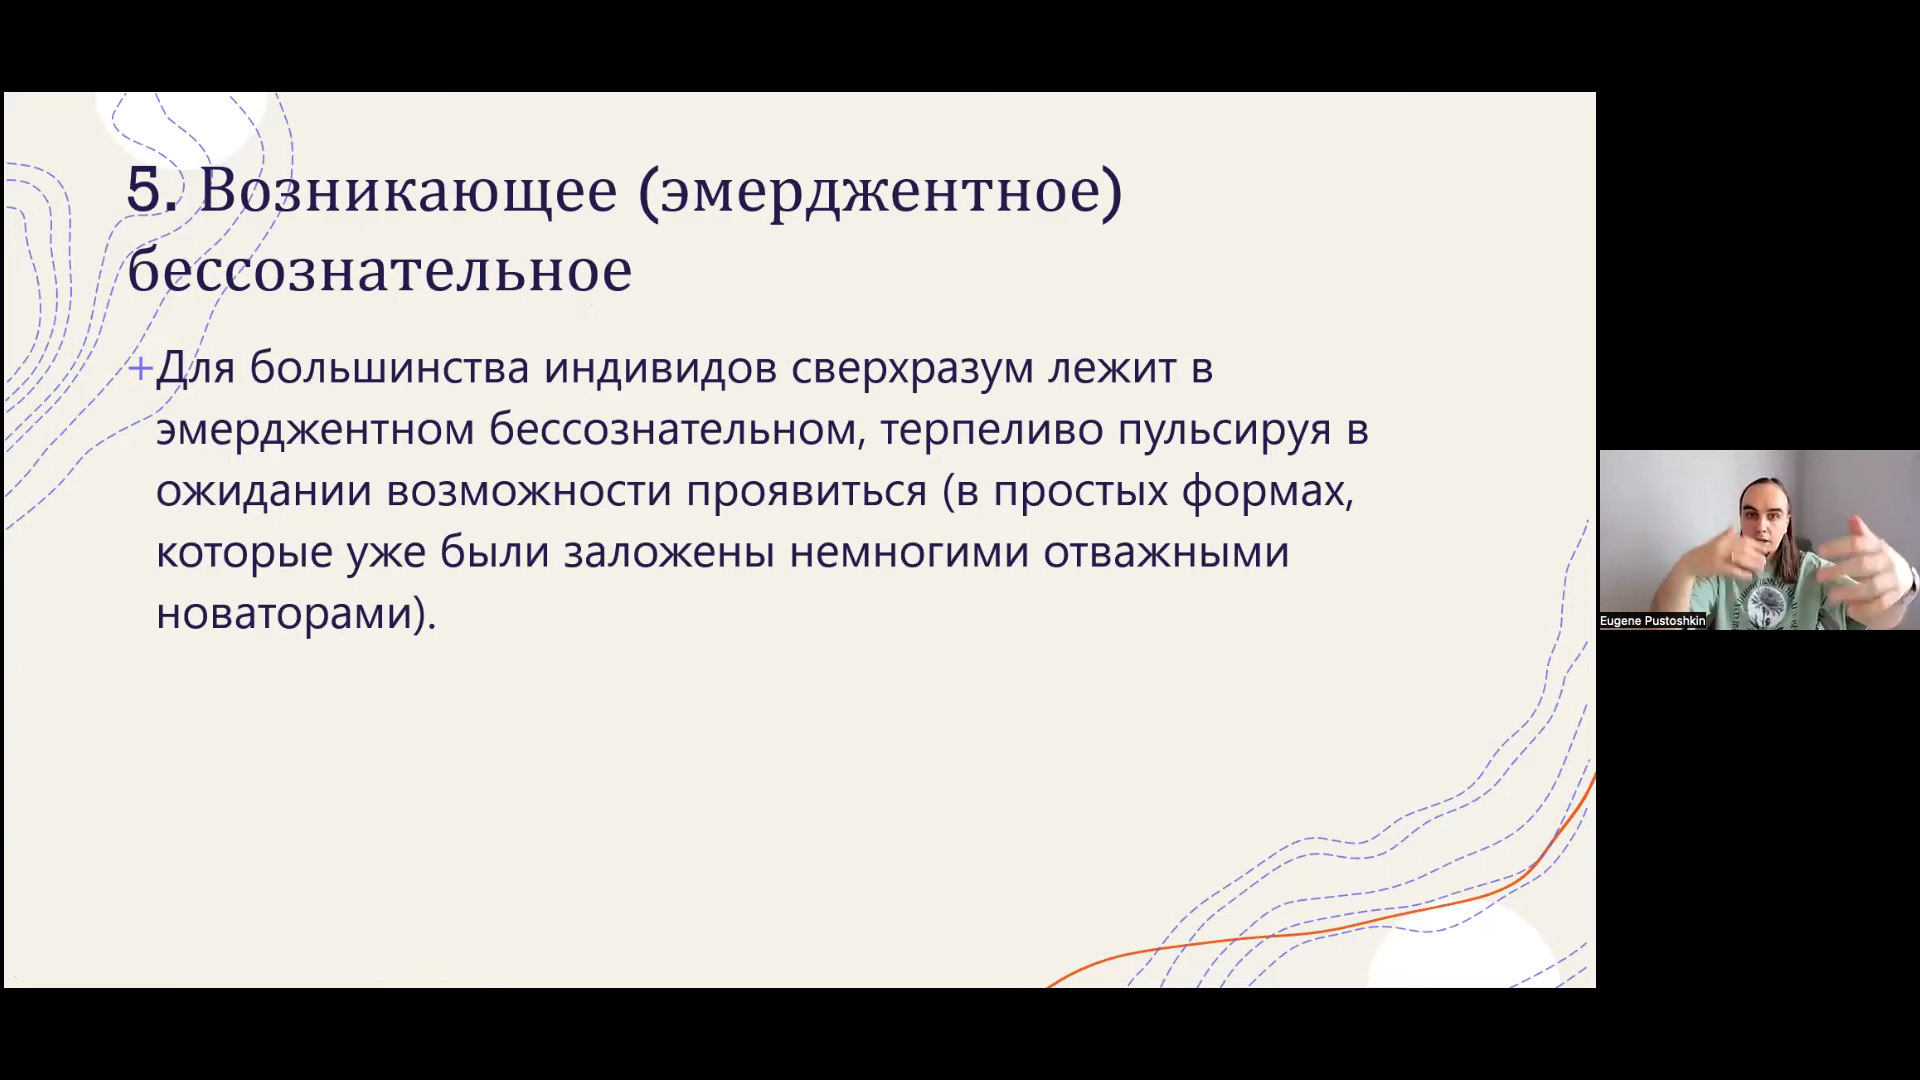 5. Возникающее (эмерджентное)
бессознательное
+Для большинства индивидов сверхразум лежит в
эмерджентном бессознательном, терпеливо пульсируя в
ожидании возможности проявиться (в простых формах,
которые уже были заложены немногими отважными
новаторами).
Eugene Pustoshkin